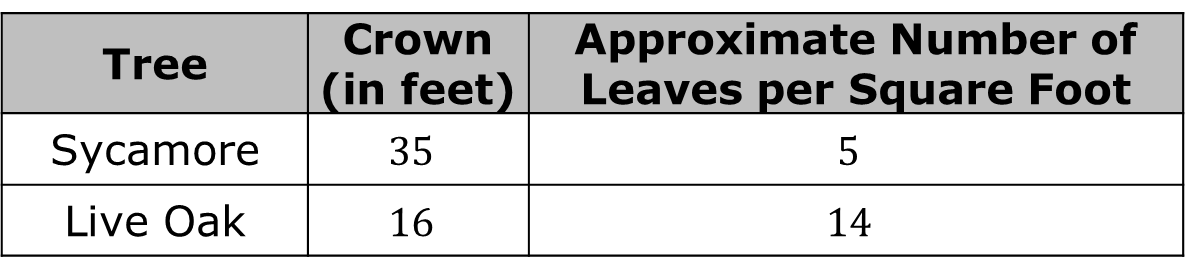 Tree
Crown
(in feet)
Approximate Number of
Leaves per Square Foot
Sycamore 35 5
Live Oak 16 14